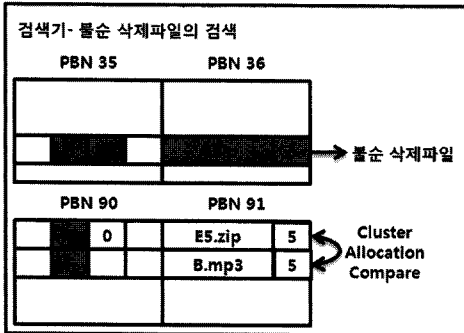 검색기- 불순 삭제파일의 검색
PBN 35 PBN 36
불순 삭제파일
PBN 90 PBN 91
0 E5.zip 5
B.mp3 5
Cluster
Allocation
Compare